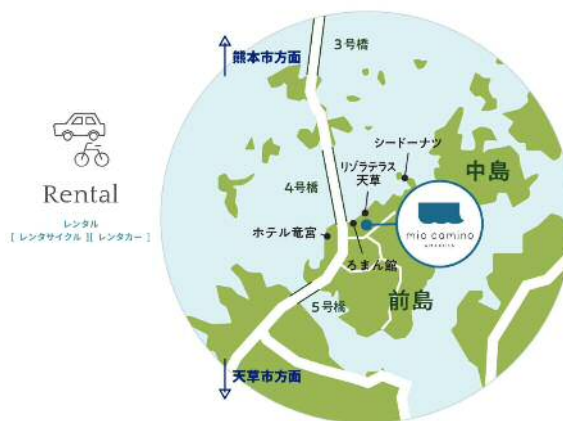 熊本市方面
3号橋
シードーナツ
リゾラテラス
天草
中島
4号橋
mio camino
ホテル竜宮
ろまん館
前島
5号橋
天草市方面
Rental
レンタル
[ レンタサイクル ][ レンタカー ]